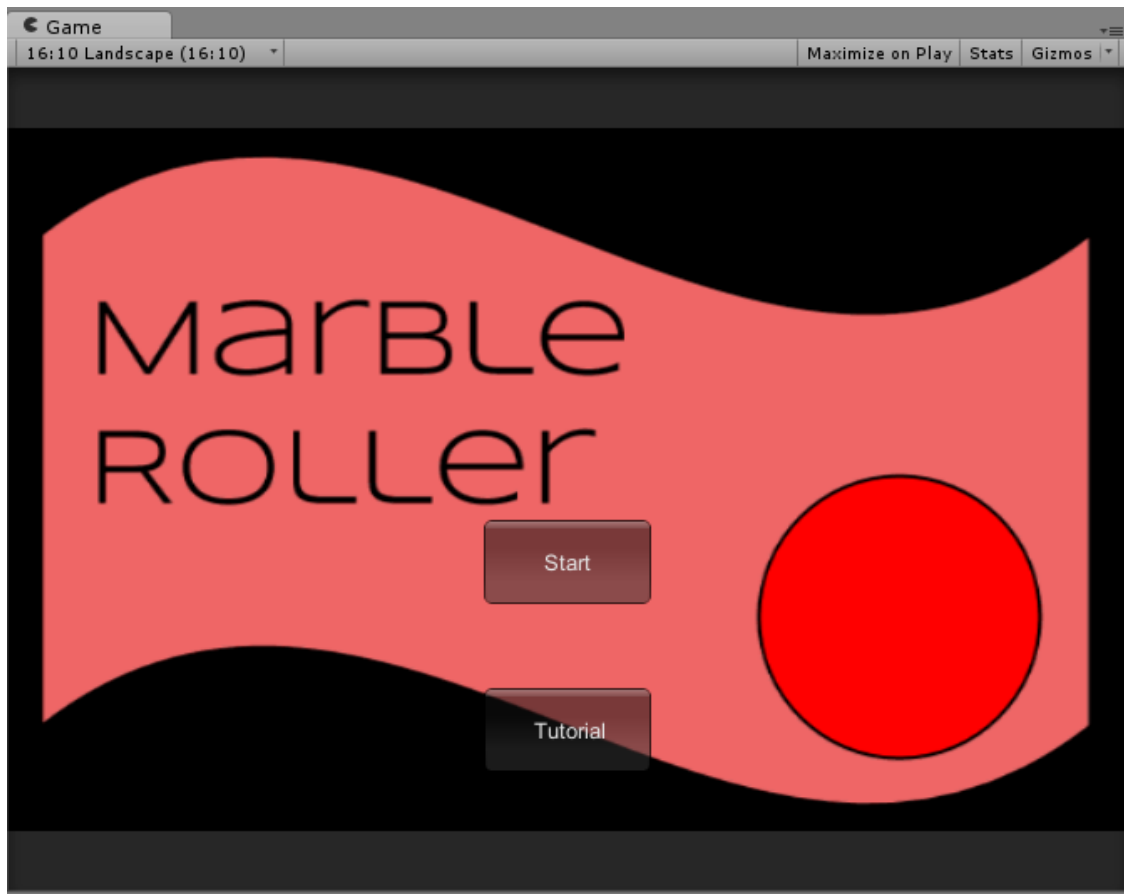 Game
16:10 Landscape (16:10) Maximize on Play Stats Gizmos
Marble
Roller
Start
Tutorial